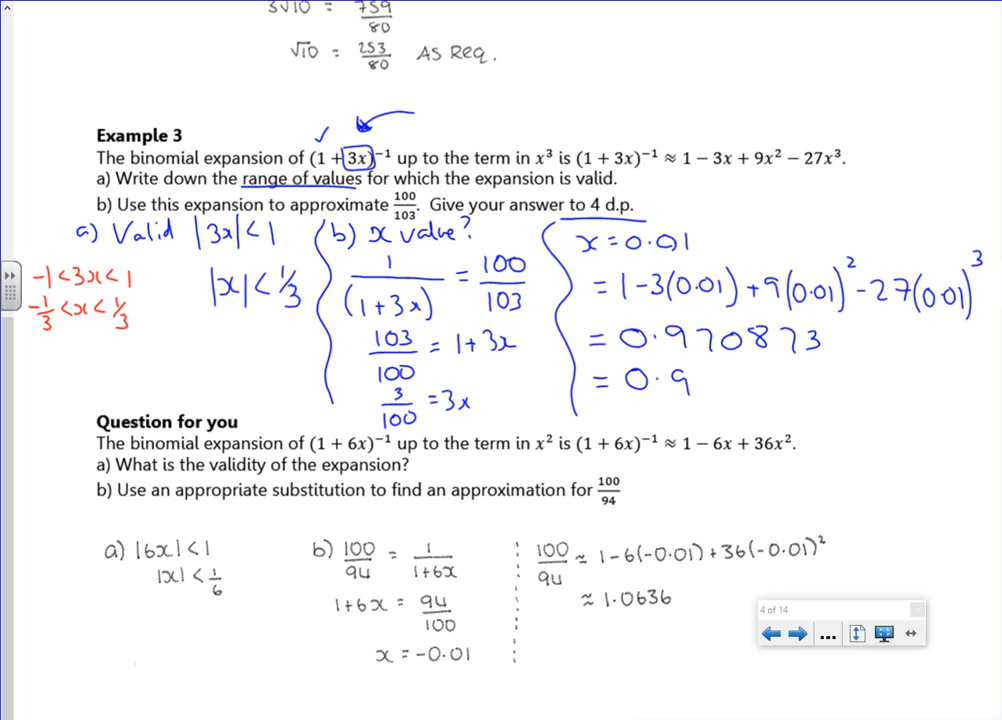 3√10 = 759/80
√10 = 253/80 AS REQ.
Example 3
The binomial expansion of (1 + 3x)⁻¹ up to the term in x³ is (1 + 3x)⁻¹ ≈ 1 − 3x + 9x² − 27x³.
a) Write down the range of values for which the expansion is valid.
b) Use this expansion to approximate 100/103. Give your answer to 4 d.p.
a) Valid |3x| < 1
|x| < 1/3
-1 < 3x < 1
-1/3 < x < 1/3
(b) x value?
1/(1+3x) = 100/103
103/100 = 1+3x
3/100 = 3x
x = 0.01
= 1-3(0.01)+9(0.01)²-27(0.01)³
= 0.970873
= 0.9
Question for you
The binomial expansion of (1 + 6x)⁻¹ up to the term in x² is (1 + 6x)⁻¹ ≈ 1 − 6x + 36x².
a) What is the validity of the expansion?
b) Use an appropriate substitution to find an approximation for 100/94
a) |6x| < 1
|x| < 1/6
b) 100/94 = 1/(1+6x)
1+6x = 94/100
x = -0.01
100/94 ≈ 1-6(-0.01)+36(-0.01)²
≈ 1.0636
4 of 14